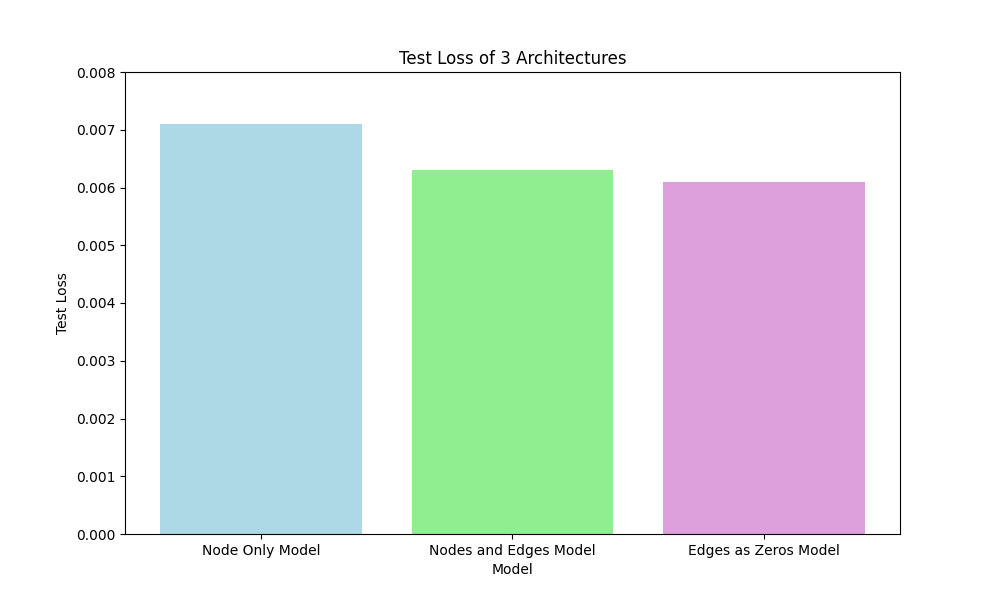 Test Loss of 3 Architectures
0.008
0.007
0.006
0.005
0.004
0.003
0.002
0.001
0.000
Test Loss
Node Only Model
Nodes and Edges Model
Edges as Zeros Model
Model